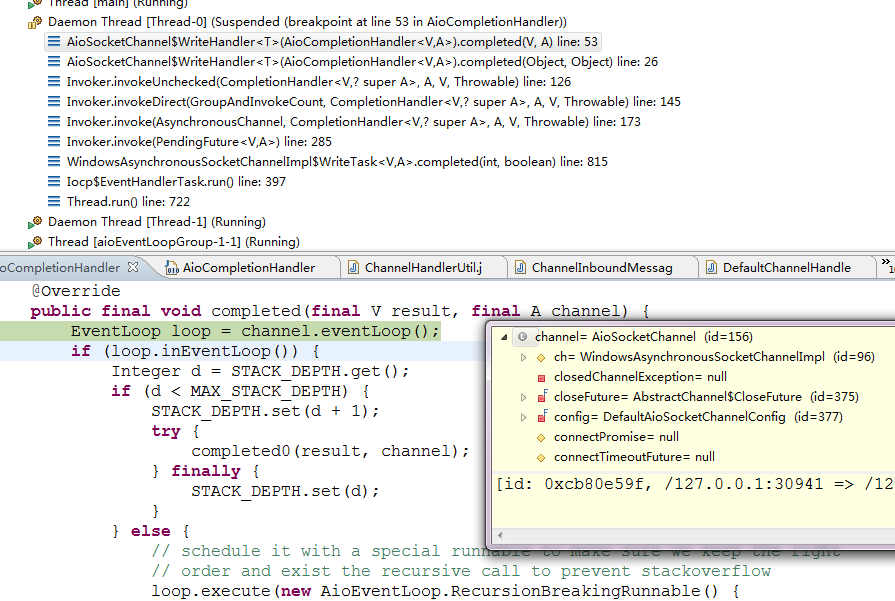 Thread [main] (Running)
Daemon Thread [Thread-0] (Suspended (breakpoint at line 53 in AioCompletionHandler))
AioSocketChannel$WriteHandler<T>(AioCompletionHandler<V,A>).completed(V, A) line: 53
AioSocketChannel$WriteHandler<T>(AioCompletionHandler<V,A>).completed(Object, Object) line: 26
Invoker.invokeUnchecked(CompletionHandler<V,? super A>, A, V, Throwable) line: 126
Invoker.invokeDirect(GroupAndInvokeCount, CompletionHandler<V,? super A>, A, V, Throwable) line: 145
Invoker.invoke(AsynchronousChannel, CompletionHandler<V,? super A>, A, V, Throwable) line: 173
Invoker.invoke(PendingFuture<V,A>) line: 285
WindowsAsynchronousSocketChannelImpl$WriteTask<V,A>.completed(int, boolean) line: 815
Iocp$EventHandlerTask.run() line: 397
Thread.run() line: 722
Daemon Thread [Thread-1] (Running)
Thread [aioEventLoopGroup-1-1] (Running)
oCompletionHandler AioCompletionHandler ChannelHandlerUtil.j ChannelInboundMessag DefaultChannelHandle
@Override
public final void completed(final V result, final A channel) {
EventLoop loop = channel.eventLoop();
if (loop.inEventLoop()) {
Integer d = STACK_DEPTH.get();
if (d < MAX_STACK_DEPTH) {
STACK_DEPTH.set(d + 1);
try {
completed0(result, channel);
} finally {
STACK_DEPTH.set(d);
}
} else {
// schedule it with a special runnable to make sure we keep the right
// order and exist the recursive call to prevent stackoverflow
loop.execute(new AioEventLoop.RecursionBreakingRunnable() {
channel= AioSocketChannel (id=156)
ch= WindowsAsynchronousSocketChannelImpl (id=96)
closedChannelException= null
closeFuture= AbstractChannel$CloseFuture (id=375)
config= DefaultAioSocketChannelConfig (id=377)
connectPromise= null
connectTimeoutFuture= null
[id: 0xcb80e59f, /127.0.0.1:30941 => /12